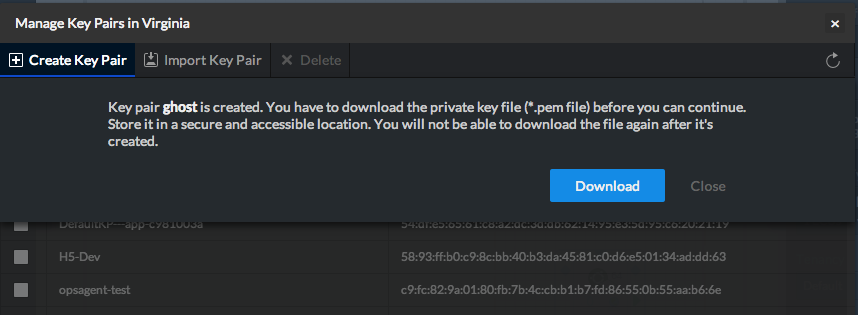 Manage Key Pairs in Virginia
Create Key Pair
Import Key Pair
Delete
Key pair ghost is created. You have to download the private key file (*.pem file) before you can continue.
Store it in a secure and accessible location. You will not be able to download the file again after it's
created.
Download
Close
H5-Dev
58:93:ff:b0:c9:8c:bb:40:b3:da:45:81:c0:d6:e5:01:34:ad:dd:63
opsagent-test
c9:fc:82:9a:01:80:fb:7b:4c:cb:b1:b7:fd:86:55:0b:55:aa:b6:6e